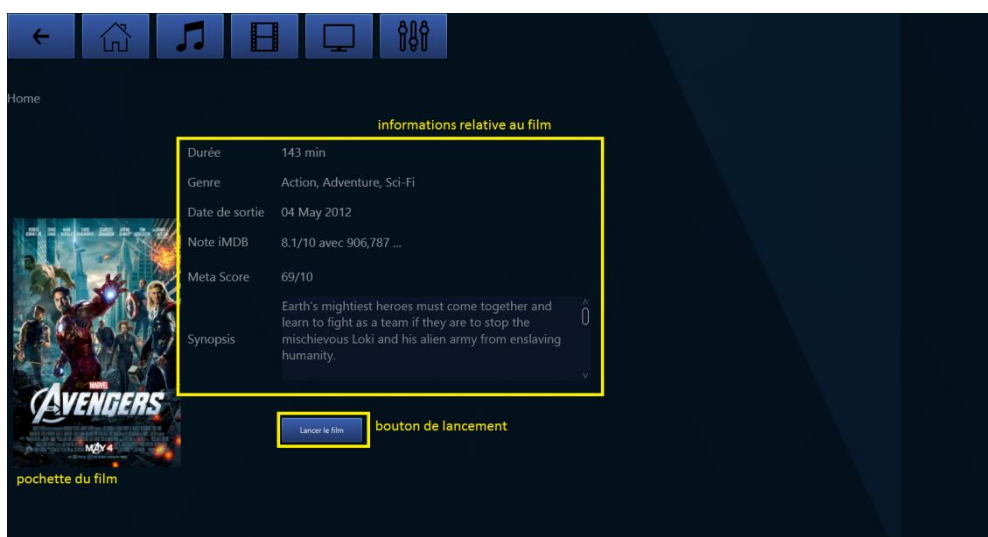 Home
informations relative au film
Durée 143 min
Genre Action, Adventure, Sci-Fi
Date de sortie 04 May 2012
Note iMDB 8.1/10 avec 906,787 ...
Meta Score 69/10
Synopsis
Earth's mightiest heroes must come together and
learn to fight as a team if they are to stop the
mischievous Loki and his alien army from enslaving
humanity.
MARVEL
AVENGERS
MAY 4
Lancer le film
bouton de lancement
pochette du film